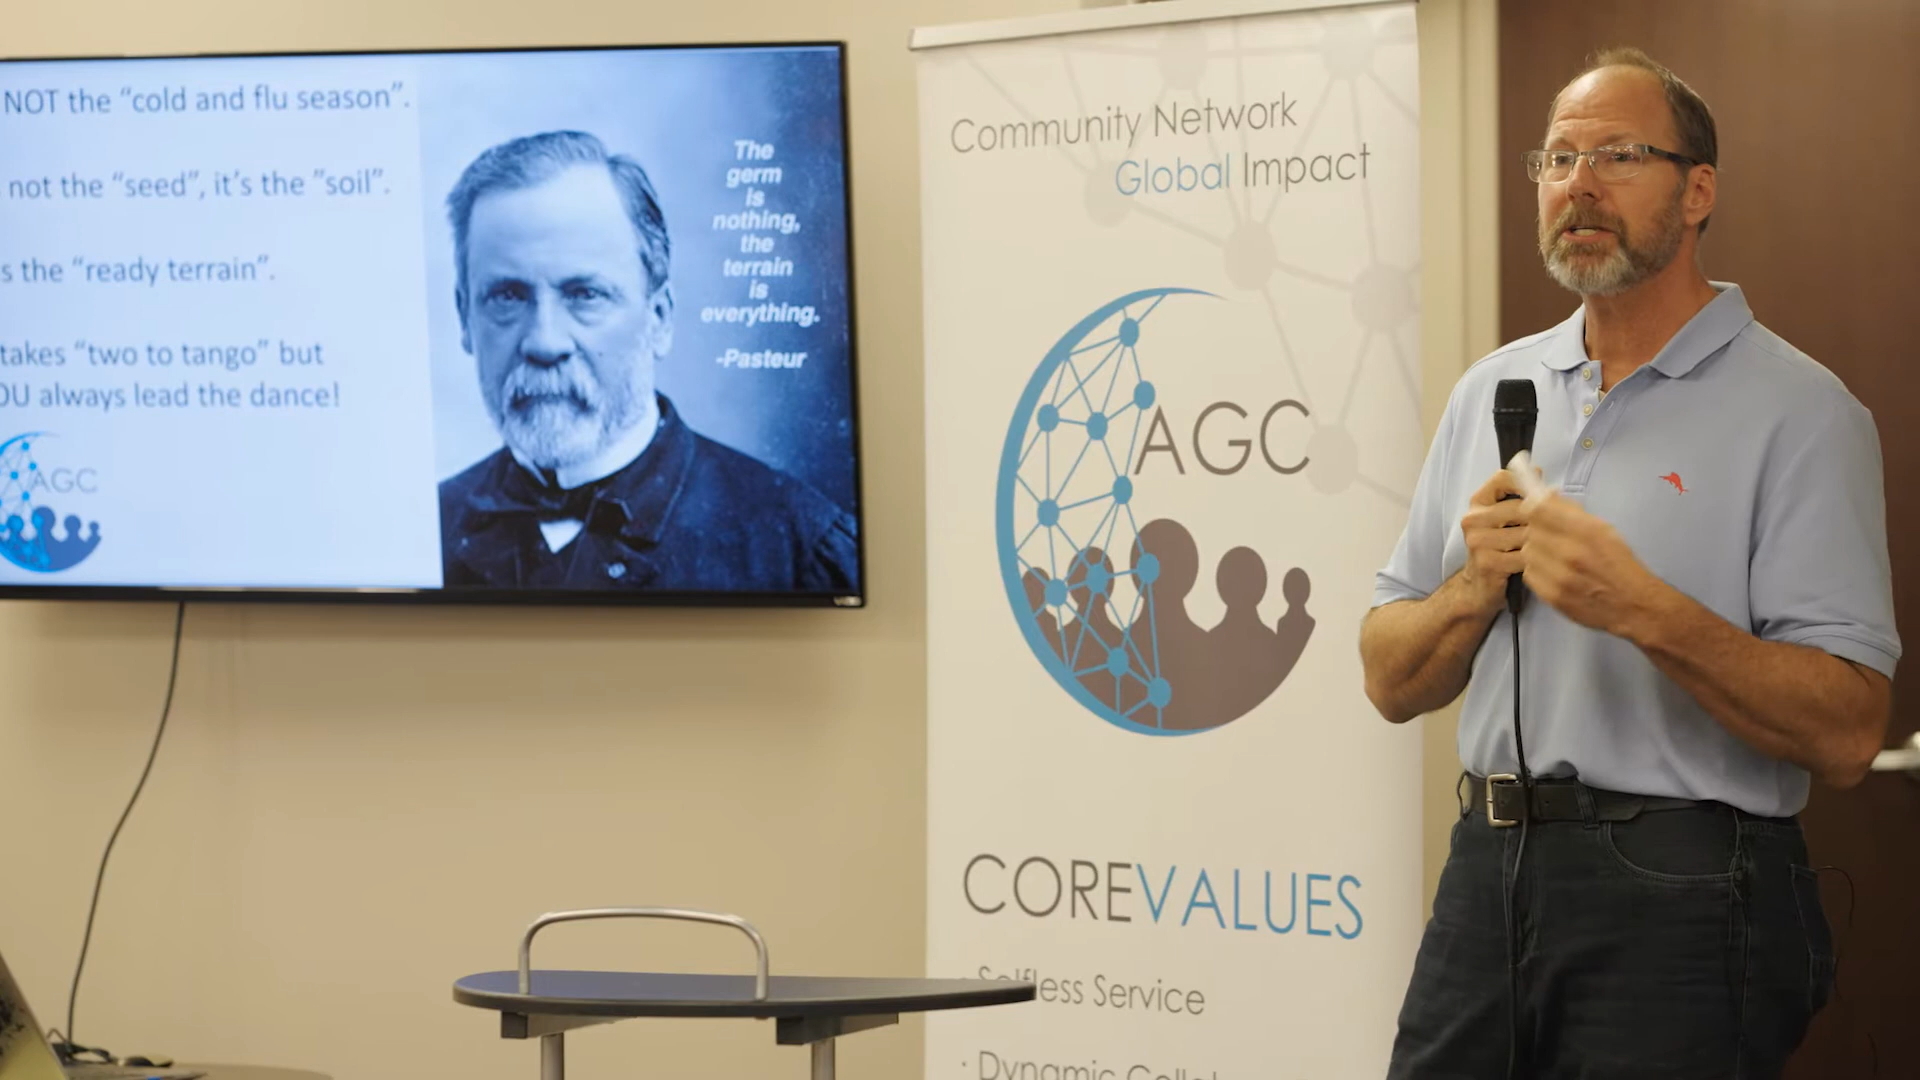 NOT the “cold and flu season”.
not the “seed”, it’s the "soil”.
the “ready terrain”.
takes “two to tango” but
always lead the dance!
AGC
The
germ
is
nothing,
the
terrain
is
everything.
-Pasteur
Community Network
Global Impact
AGC
COREVALUES
· Selfless Service
· Dynamic